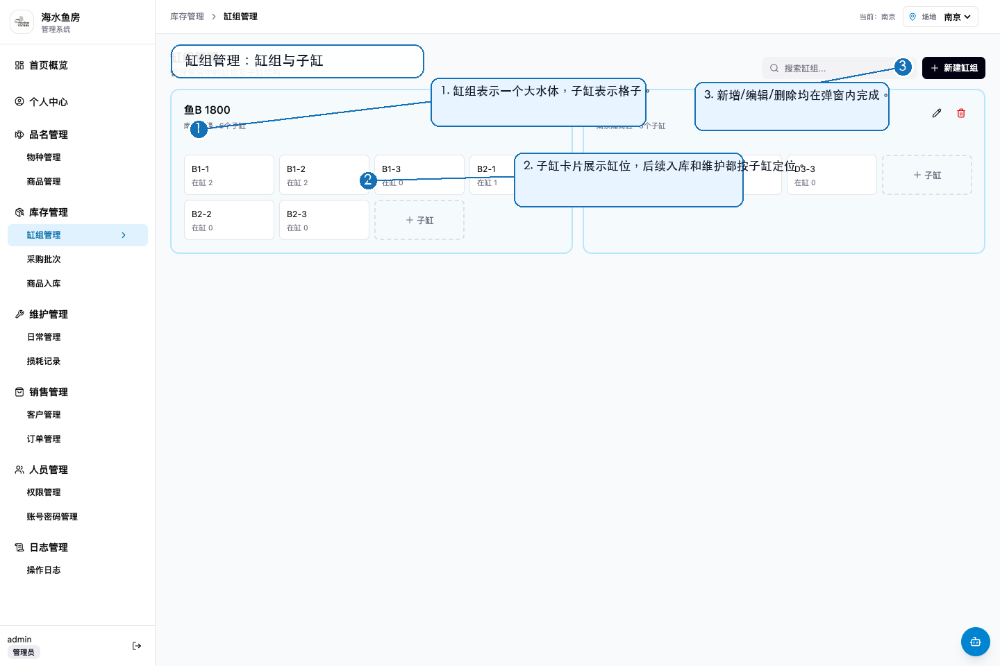 海水鱼房
管理系统
首页概览
个人中心
品名管理
物种管理
商品管理
库存管理
缸组管理
采购批次
商品入库
维护管理
日常管理
损耗记录
销售管理
客户管理
订单管理
人员管理
权限管理
账号密码管理
日志管理
操作日志
admin
管理员
库存管理 > 缸组管理
当前：南京
场地 南京
缸组管理：缸组与子缸
搜索缸组...
3
+ 新建缸组
1. 缸组表示一个大水体，子缸表示格子。
3. 新增/编辑/删除均在弹窗内完成。
鱼B 1800
1
6个子缸
个子缸
B1-1
在缸 2
B1-2
在缸 2
2
B1-3
在缸 0
B2-1
在缸 1
2. 子缸卡片展示缸位，后续入库和维护都按子缸定位。
3-3
在缸 0
+ 子缸
B2-2
在缸 0
B2-3
在缸 0
+ 子缸